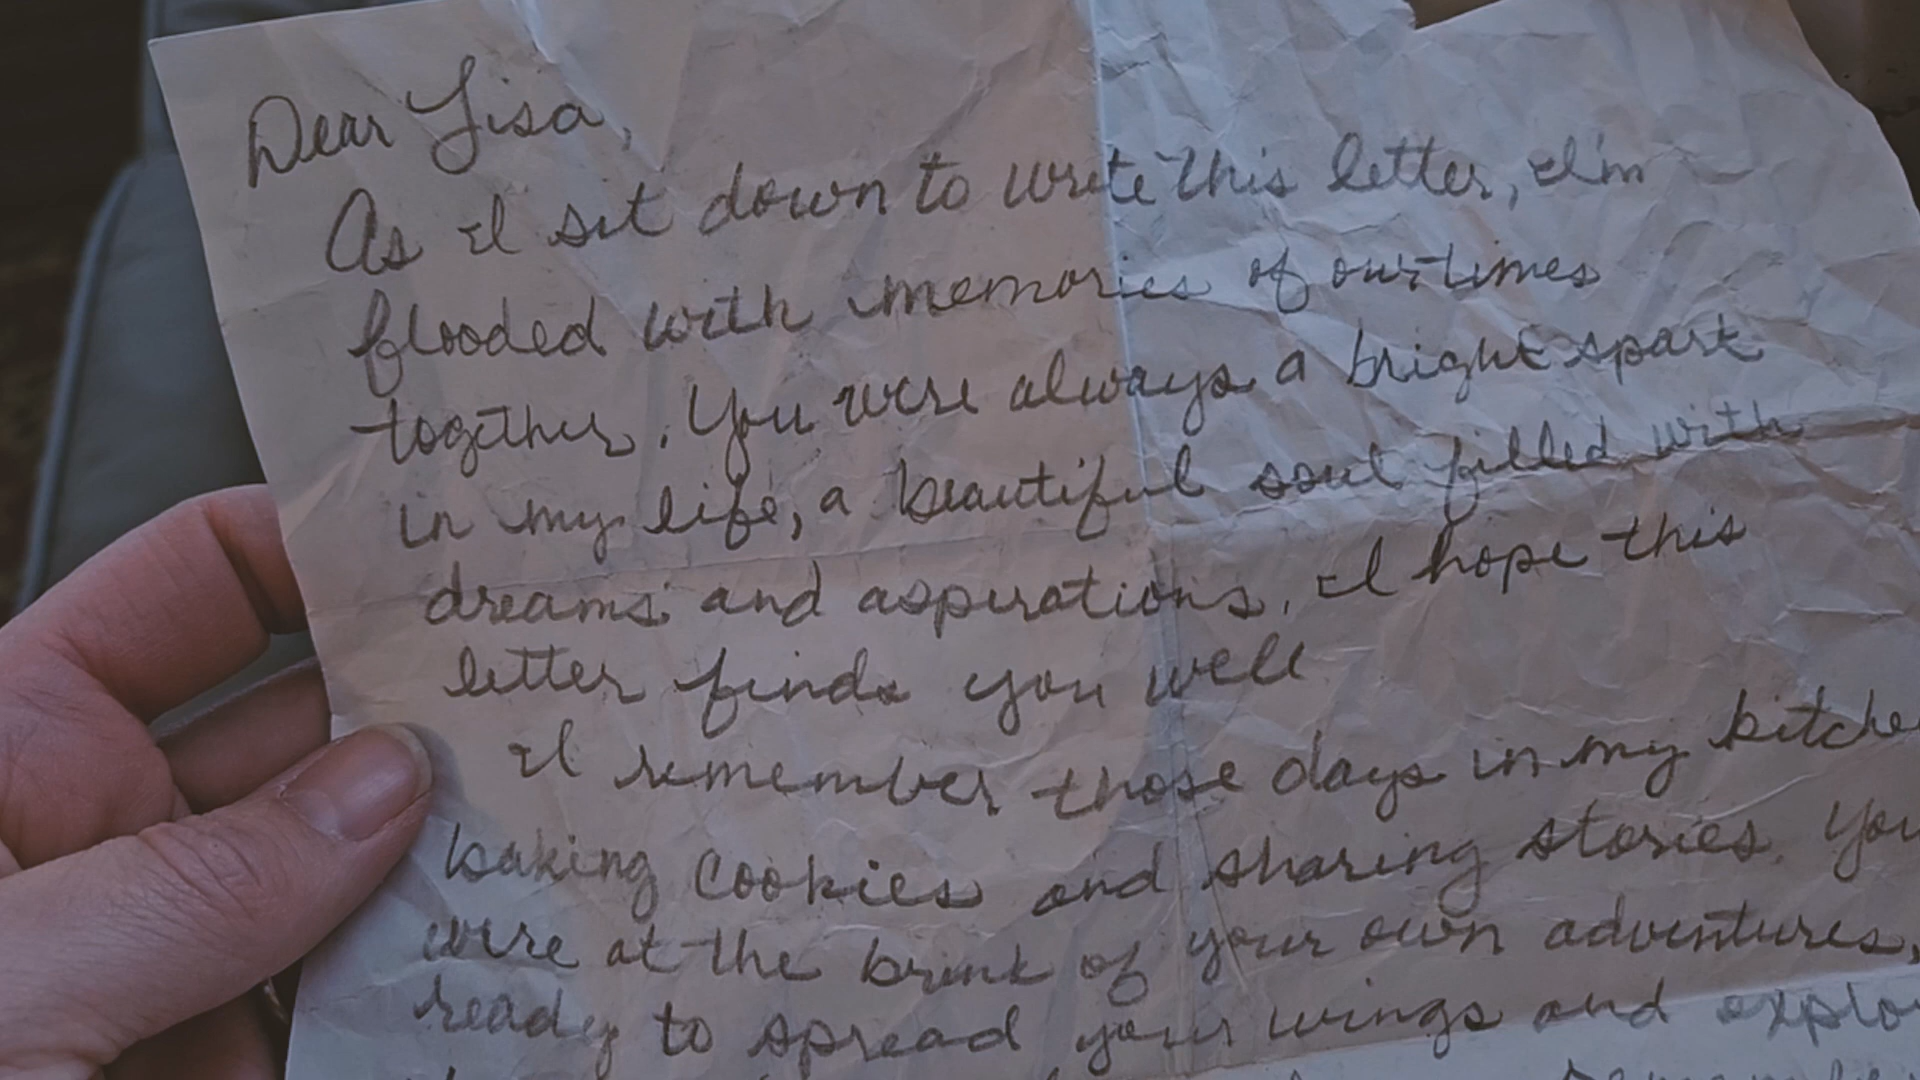 Dear Lisa,
As I sit down to write this letter, I'm
flooded with memories of our times
together. You were always a bright spart
in my life, a beautiful soul filled with
dreams and aspirations. I hope this
letter finds you well
I remember those days in my kitche
baking cookies and sharing stories. You
were at the brink of your own adventures,
ready to spread your wings and explo